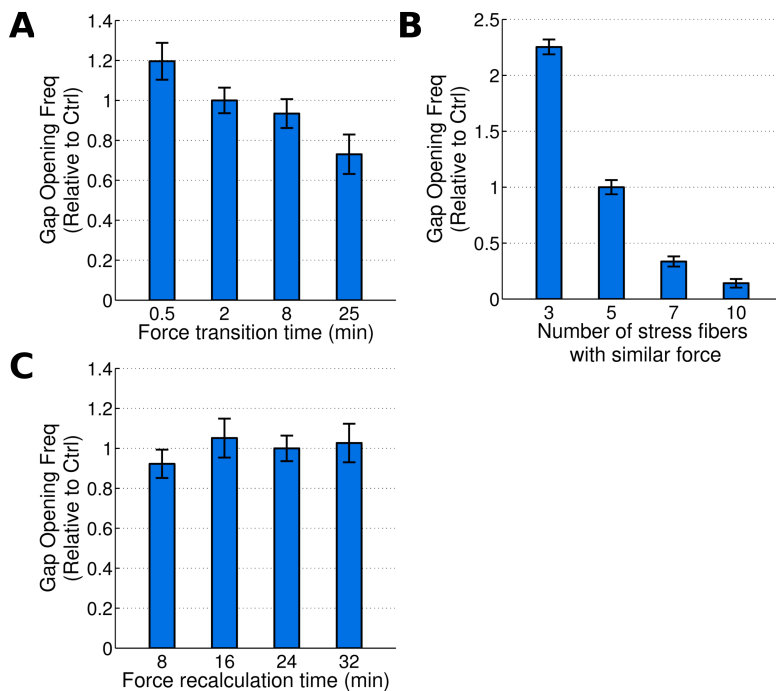 A
Gap Opening Freq
(Relative to Ctrl)
1.4
1.2
1
0.8
0.6
0.4
0.2
0
0.5 2 8 25
Force transition time (min)
B
Gap Opening Freq
(Relative to Ctrl)
2.5
2
1.5
1
0.5
0
3 5 7 10
Number of stress fibers
with similar force
C
Gap Opening Freq
(Relative to Ctrl)
1.4
1.2
1
0.8
0.6
0.4
0.2
0
8 16 24 32
Force recalculation time (min)